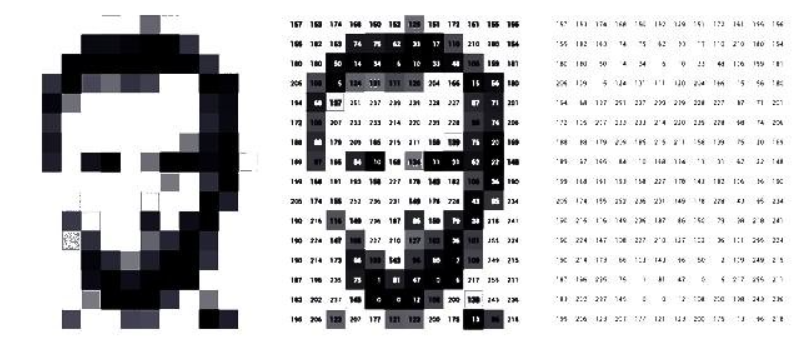 157 153 174 168 150 152 129 151 172 161 155 156
155 182 163 74 75 62 33 17 110 210 180 154
180 180 50 14 34 6 10 33 48 106 159 181
206 109 5 124 131 111 120 204 166 15 56 180
194 68 137 251 237 239 239 228 227 87 71 201
172 105 207 233 233 214 220 239 228 98 74 206
188 88 179 209 185 215 211 158 139 75 20 169
189 97 165 84 10 168 134 11 31 62 22 148
199 168 191 193 158 227 178 143 182 106 36 190
205 174 155 252 236 231 149 178 228 43 95 234
190 216 116 149 236 187 86 150 79 38 218 241
190 224 147 108 227 210 127 102 36 101 255 224
190 214 173 66 103 143 96 50 2 109 249 215
187 196 235 75 1 81 47 0 6 217 255 211
183 202 237 145 0 0 12 108 200 138 243 236
195 206 123 207 177 121 123 200 175 13 96 218
157 153 174 168 150 152 129 151 172 161 155 156
155 182 163 74 75 62 33 17 110 210 180 154
180 180 50 14 34 6 10 33 48 106 159 181
206 109 5 124 131 111 120 204 166 15 56 180
194 68 137 251 237 239 239 228 227 87 71 201
172 105 207 233 233 214 220 239 228 98 74 206
188 88 179 209 185 215 211 158 139 75 20 169
189 97 165 84 10 168 134 11 31 62 22 148
199 168 191 193 158 227 178 143 182 106 36 190
205 174 155 252 236 231 149 178 228 43 95 234
190 216 116 149 236 187 86 150 79 38 218 241
190 224 147 108 227 210 127 102 36 101 255 224
190 214 173 66 103 143 96 50 2 109 249 215
187 196 235 75 1 81 47 0 6 217 255 211
183 202 237 145 0 0 12 108 200 138 243 236
195 206 123 207 177 121 123 200 175 13 96 218